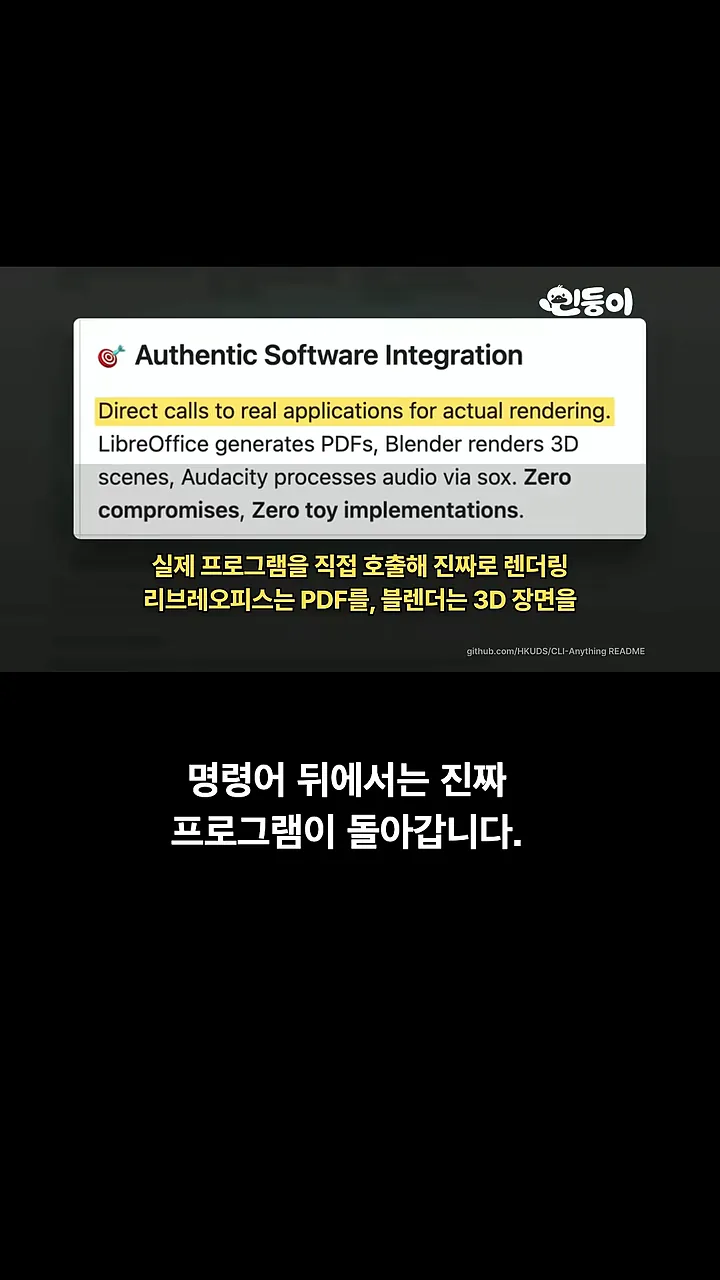 인둥이
🎯 Authentic Software Integration
Direct calls to real applications for actual rendering.
LibreOffice generates PDFs, Blender renders 3D
scenes, Audacity processes audio via sox. Zero
compromises, Zero toy implementations.
실제 프로그램을 직접 호출해 진짜로 렌더링
리브레오피스는 PDF를, 블렌더는 3D 장면을
github.com/HKUDS/CLI-Anything README
명령어 뒤에서는 진짜
프로그램이 돌아갑니다.